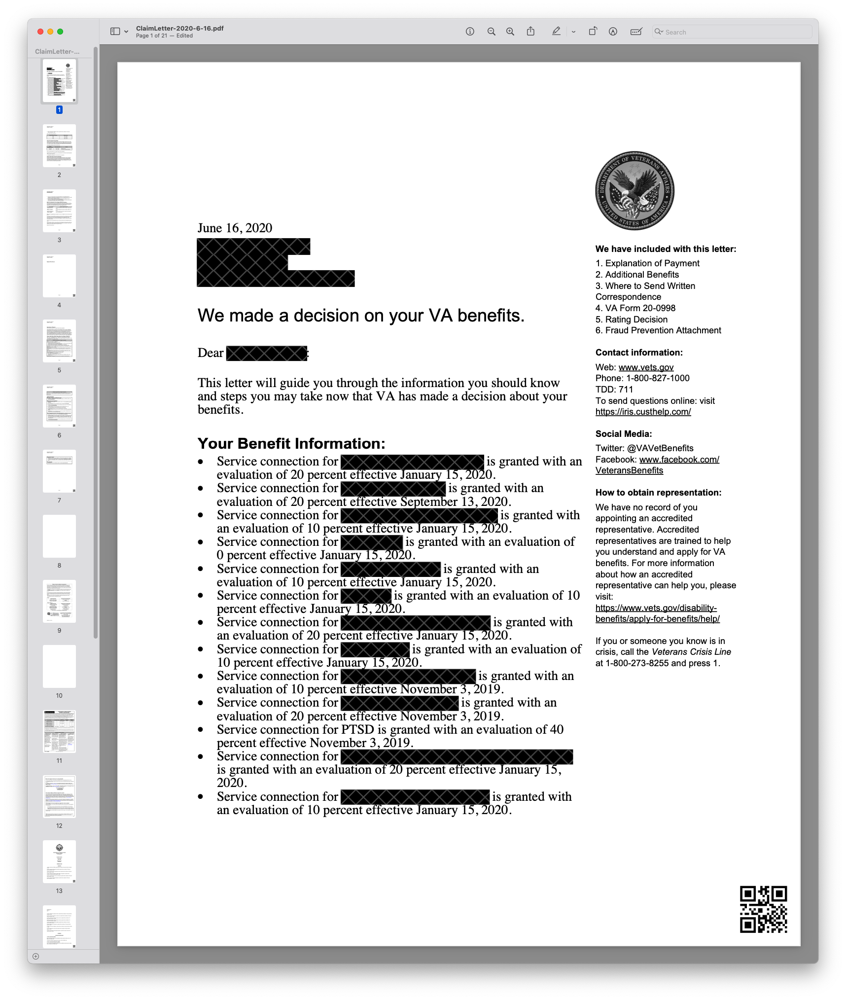 ClaimLetter-2020-6-16.pdf
Page 1 of 21 — Edited
Search
ClaimLetter-...
1
2
3
4
5
6
7
8
9
10
11
12
13
DEPARTMENT OF VETERANS AFFAIRS
UNITED STATES OF AMERICA
June 16, 2020
We made a decision on your VA benefits.
Dear :
This letter will guide you through the information you should know
and steps you may take now that VA has made a decision about your
benefits.
Your Benefit Information:
• Service connection for is granted with an
evaluation of 20 percent effective January 15, 2020.
• Service connection for is granted with an
evaluation of 20 percent effective September 13, 2020.
• Service connection for is granted with
an evaluation of 10 percent effective January 15, 2020.
• Service connection for is granted with an evaluation of
0 percent effective January 15, 2020.
• Service connection for is granted with an
evaluation of 10 percent effective January 15, 2020.
• Service connection for is granted with an evaluation of 10
percent effective January 15, 2020.
• Service connection for is granted with
an evaluation of 20 percent effective January 15, 2020.
• Service connection for is granted with an evaluation of
10 percent effective January 15, 2020.
• Service connection for is granted with an
evaluation of 10 percent effective November 3, 2019.
• Service connection for is granted with an
evaluation of 20 percent effective November 3, 2019.
• Service connection for PTSD is granted with an evaluation of 40
percent effective November 3, 2019.
• Service connection for
is granted with an evaluation of 20 percent effective January 15,
2020.
• Service connection for is granted with
an evaluation of 10 percent effective January 15, 2020.
We have included with this letter:
1. Explanation of Payment
2. Additional Benefits
3. Where to Send Written
Correspondence
4. VA Form 20-0998
5. Rating Decision
6. Fraud Prevention Attachment
Contact information:
Web: www.vets.gov
Phone: 1-800-827-1000
TDD: 711
To send questions online: visit
https://iris.custhelp.com/
Social Media:
Twitter: @VAVetBenefits
Facebook: www.facebook.com/
VeteransBenefits
How to obtain representation:
We have no record of you
appointing an accredited
representative. Accredited
representatives are trained to help
you understand and apply for VA
benefits. For more information
about how an accredited
representative can help you, please
visit:
https://www.vets.gov/disability-
benefits/apply-for-benefits/help/
If you or someone you know is in
crisis, call the Veterans Crisis Line
at 1-800-273-8255 and press 1.